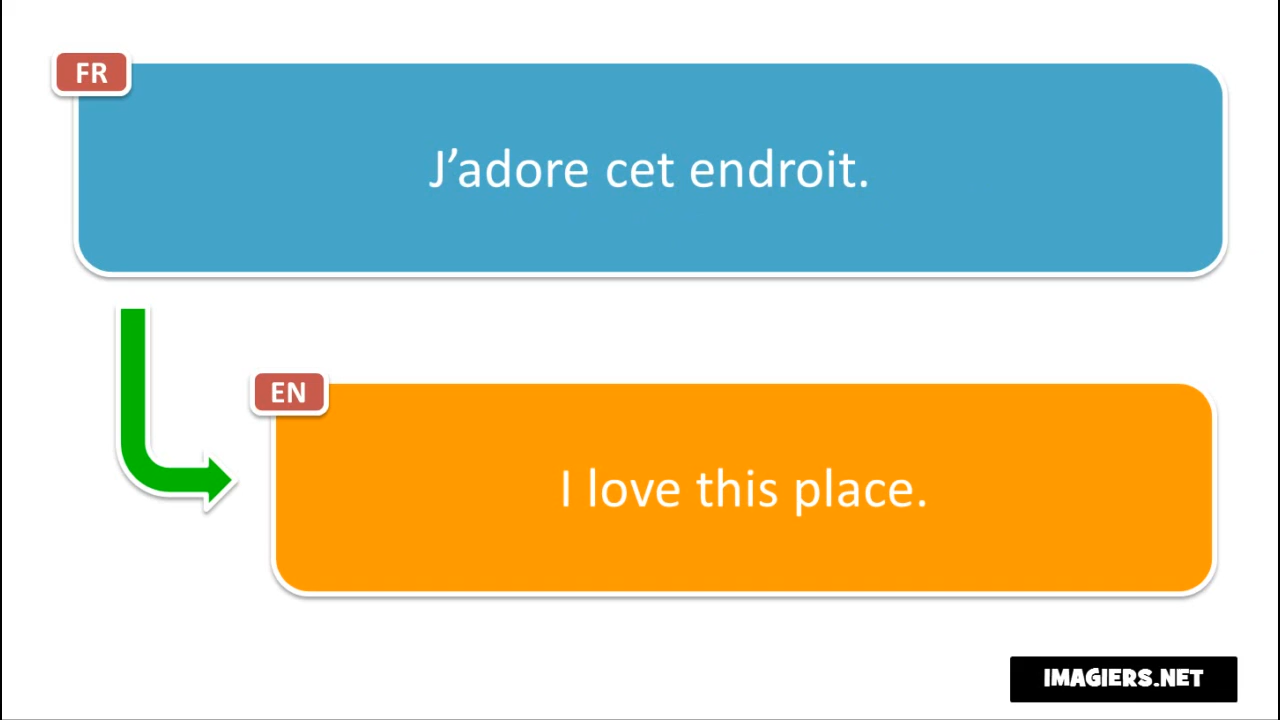 FR
J’adore cet endroit.
EN
I love this place.
IMAGIERS.NET